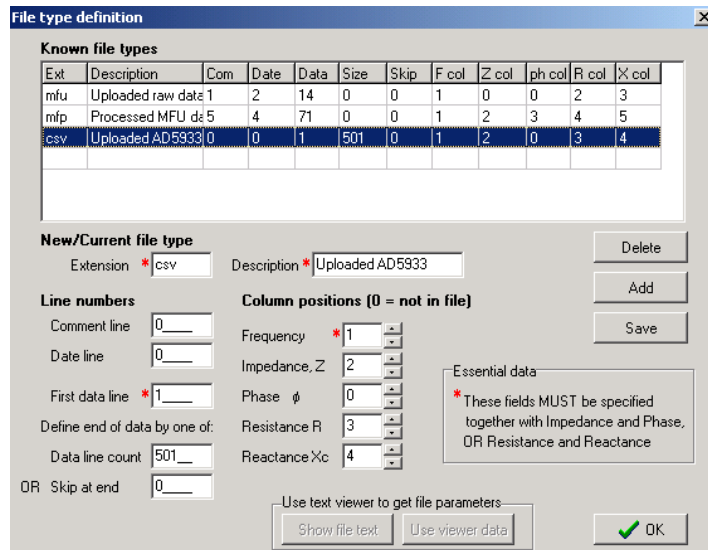 File type definition
Known file types
Ext Description Com Date Data Size Skip F col Z col ph col R col X col
mfu Uploaded raw data 1 2 14 0 0 1 0 0 2 3
mfp Processed MFU da 5 4 71 0 0 1 2 3 4 5
csv Uploaded AD5933 0 0 1 501 0 1 2 0 3 4
New/Current file type
Extension * csv Description * Uploaded AD5933
Delete
Add
Save
Line numbers
Comment line 0___
Date line 0___
First data line * 1___
Define end of data by one of:
Data line count 501__
OR Skip at end 0___
Column positions (0 = not in file)
Frequency * 1
Impedance, Z 2
Phase ϕ 0
Resistance R 3
Reactance Xc 4
Essential data
* These fields MUST be specified
together with Impedance and Phase,
OR Resistance and Reactance
Use text viewer to get file parameters
Show file text Use viewer data
OK